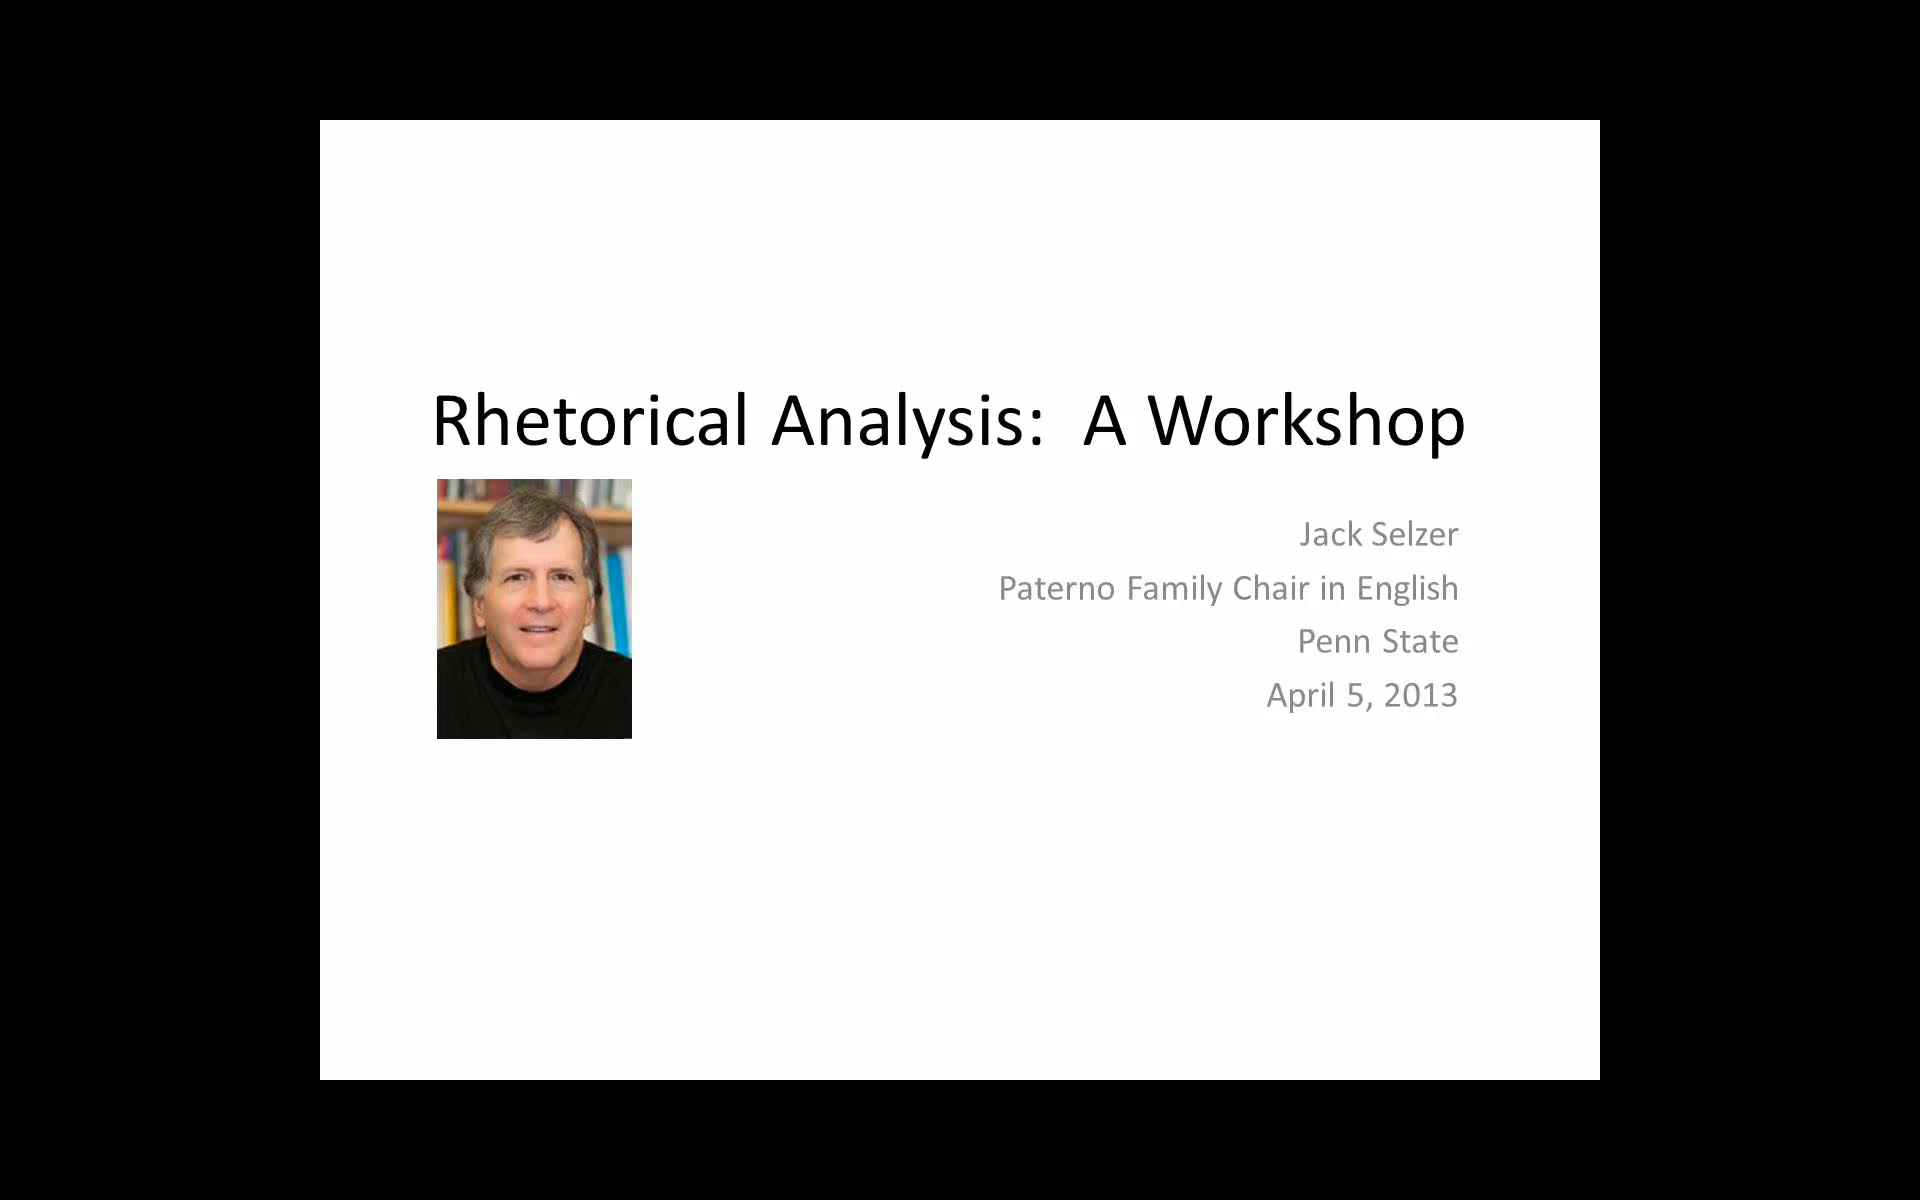 Rhetorical Analysis:  A Workshop
Jack Selzer
Paterno Family Chair in English
Penn State
April 5, 2013